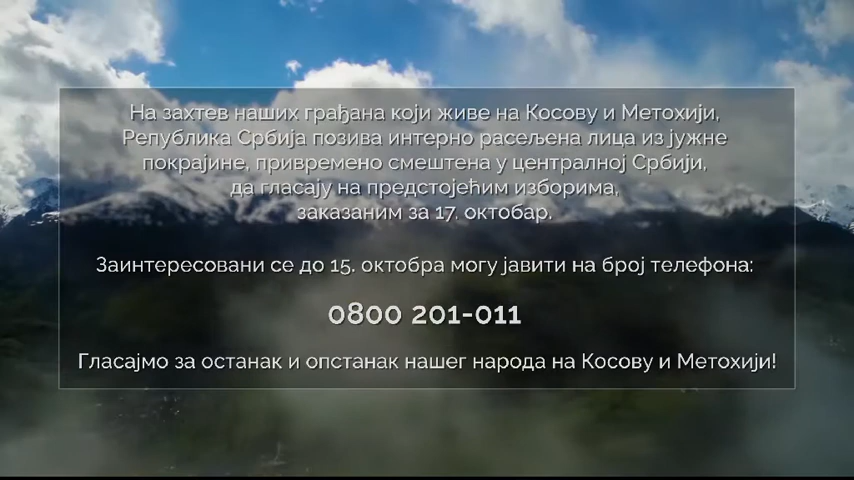 На захтев наших грађана који живе на Косову и Метохији,
Република Србија позива интерно расељена лица из јужне
покрајине, привремено смештена у централној Србији,
да гласају на предстојећим изборима,
заказаним за 17. октобар.
Заинтересовани се до 15. октобра могу јавити на број телефона:
0800 201-011
Гласајмо за останак и опстанак нашег народа на Косову и Метохији!